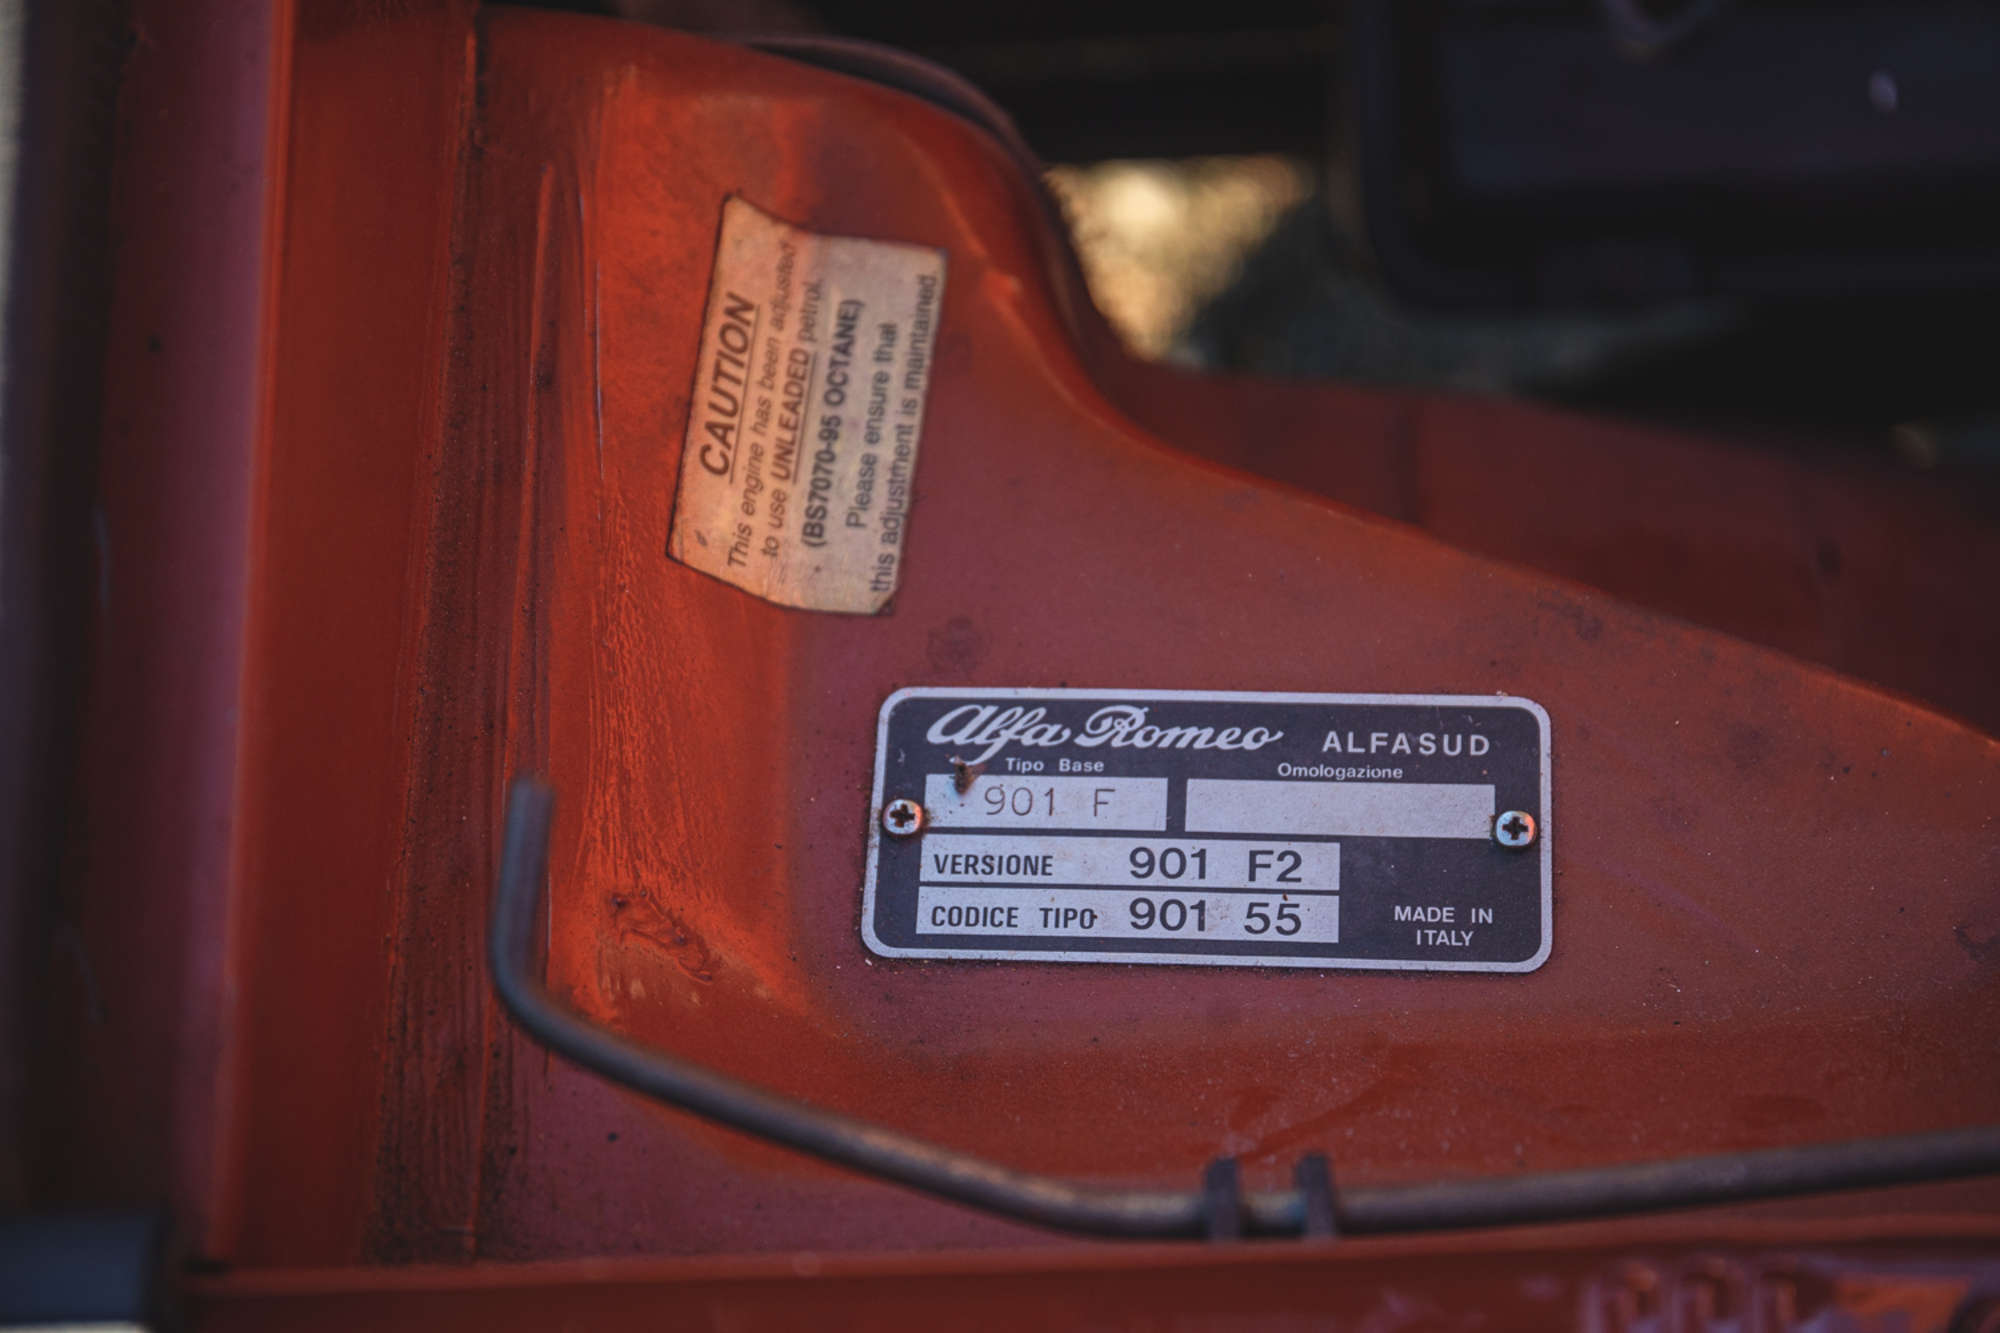 CAUTION
This engine has been adjusted
to use UNLEADED petrol.
(BS7070-95 OCTANE)
Please ensure that
this adjustment is maintained.
Alfa Romeo ALFASUD
Tipo Base Omologazione
901 F
VERSIONE 901 F2
CODICE TIPO 901 55
MADE IN
ITALY